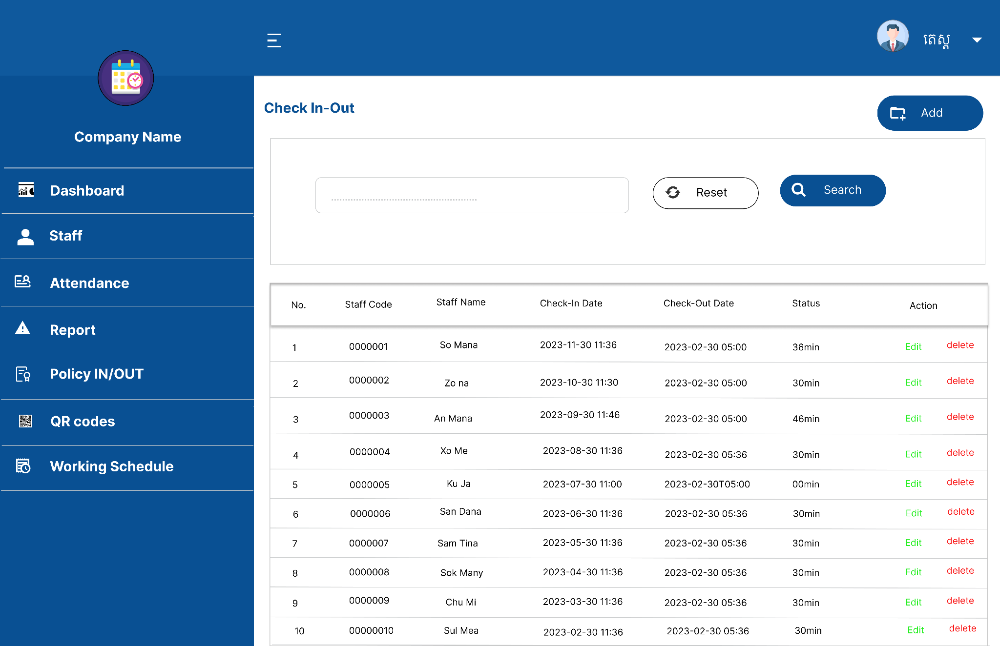 តេស្ត
Company Name
Dashboard
Staff
Attendance
Report
Policy IN/OUT
QR codes
Working Schedule
Check In-Out
Add
Reset
Search
No. Staff Code Staff Name Check-In Date Check-Out Date Status Action
1 0000001 So Mana 2023-11-30 11:36 2023-02-30 05:00 36min Edit delete
2 0000002 Zo na 2023-10-30 11:30 2023-02-30 05:00 30min Edit delete
3 0000003 An Mana 2023-09-30 11:46 2023-02-30 05:00 46min Edit delete
4 0000004 Xo Me 2023-08-30 11:36 2023-02-30 05:36 30min Edit delete
5 0000005 Ku Ja 2023-07-30 11:00 2023-02-30T05:00 00min Edit delete
6 0000006 San Dana 2023-06-30 11:36 2023-02-30 05:36 30min Edit delete
7 0000007 Sam Tina 2023-05-30 11:36 2023-02-30 05:36 30min Edit delete
8 0000008 Sok Many 2023-04-30 11:36 2023-02-30 05:36 30min Edit delete
9 0000009 Chu Mi 2023-03-30 11:36 2023-02-30 05:36 30min Edit delete
10 00000010 Sul Mea 2023-02-30 11:36 2023-02-30 05:36 30min Edit delete